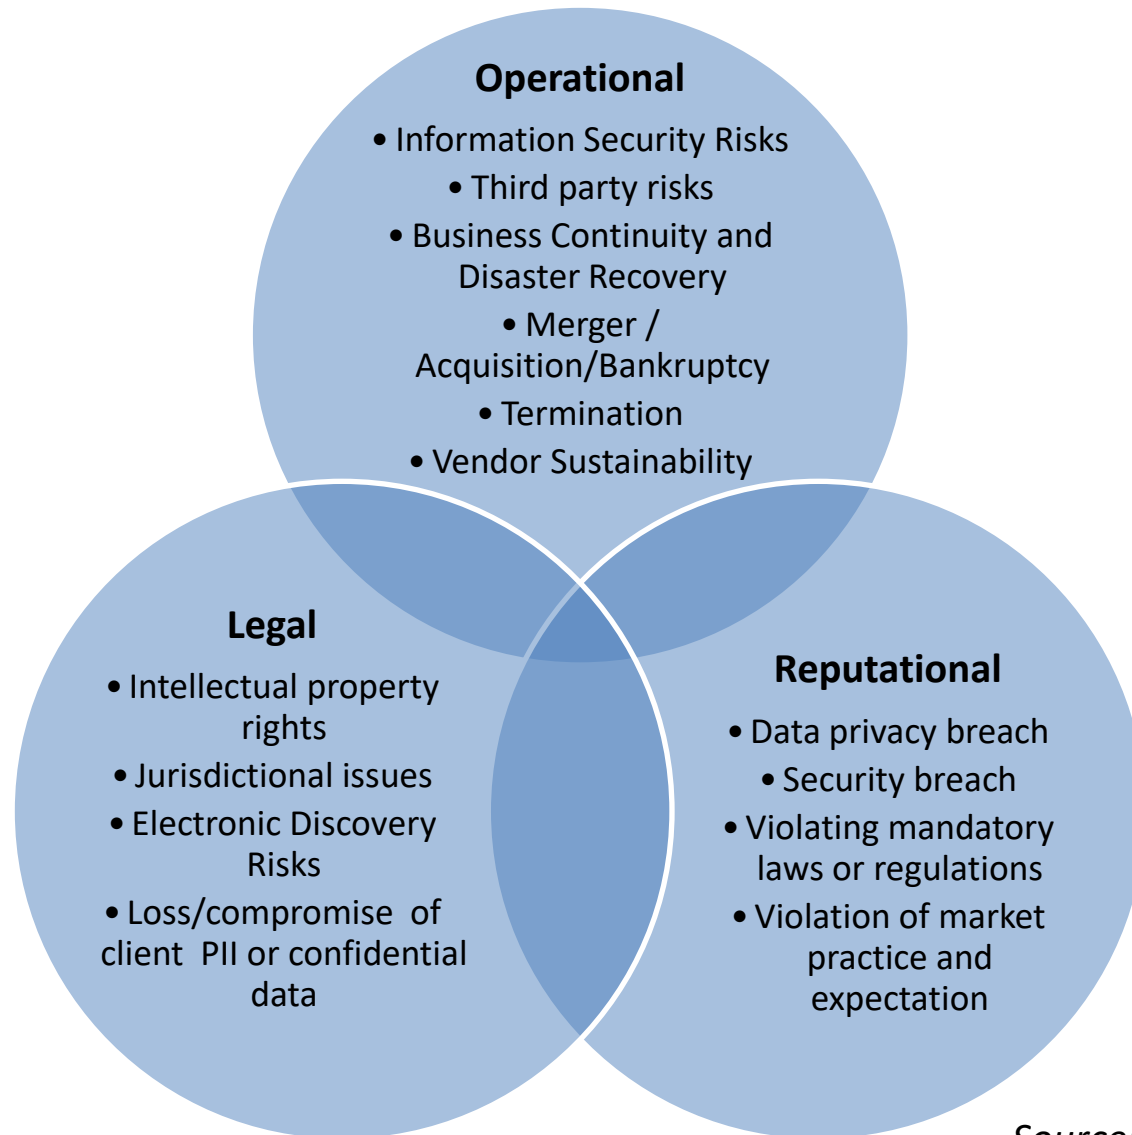 Operational
• Information Security Risks
• Third party risks
• Business Continuity and
Disaster Recovery
• Merger /
Acquisition/Bankruptcy
• Termination
• Vendor Sustainability
Legal
• Intellectual property
rights
• Jurisdictional issues
• Electronic Discovery
Risks
• Loss/compromise of
client PII or confidential
data
Reputational
• Data privacy breach
• Security breach
• Violating mandatory
laws or regulations
• Violation of market
practice and
expectation